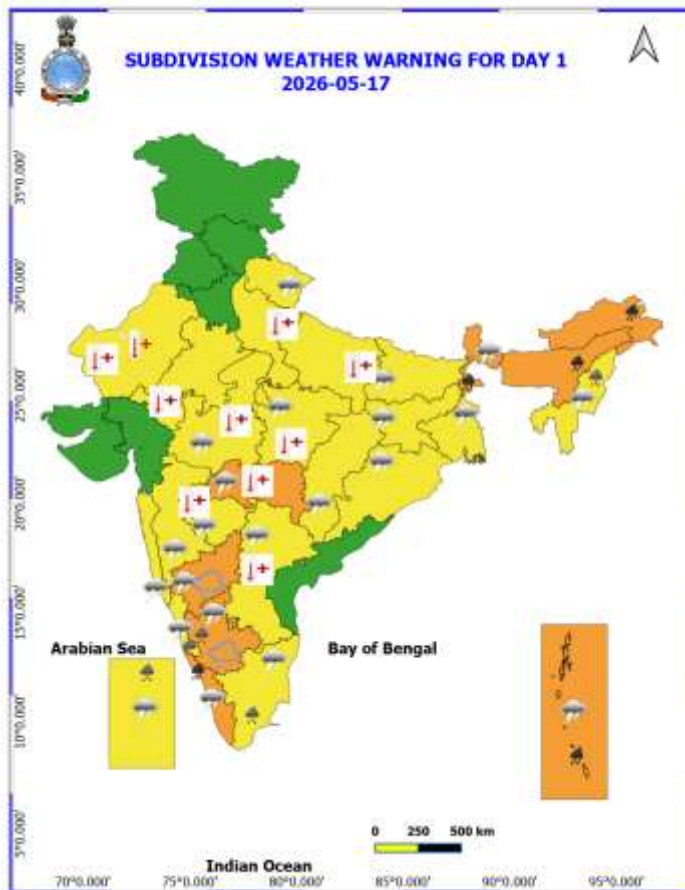 SUBDIVISION WEATHER WARNING FOR DAY 1
2026-05-17
40°0.000'
35°0.000'
30°0.000'
25°0.000'
20°0.000'
15°0.000'
10°0.000'
5°0.000'
Arabian Sea
Bay of Bengal
0 250 500 km
Indian Ocean
70°0.000' 75°0.000' 80°0.000' 85°0.000' 90°0.000' 95°0.000'